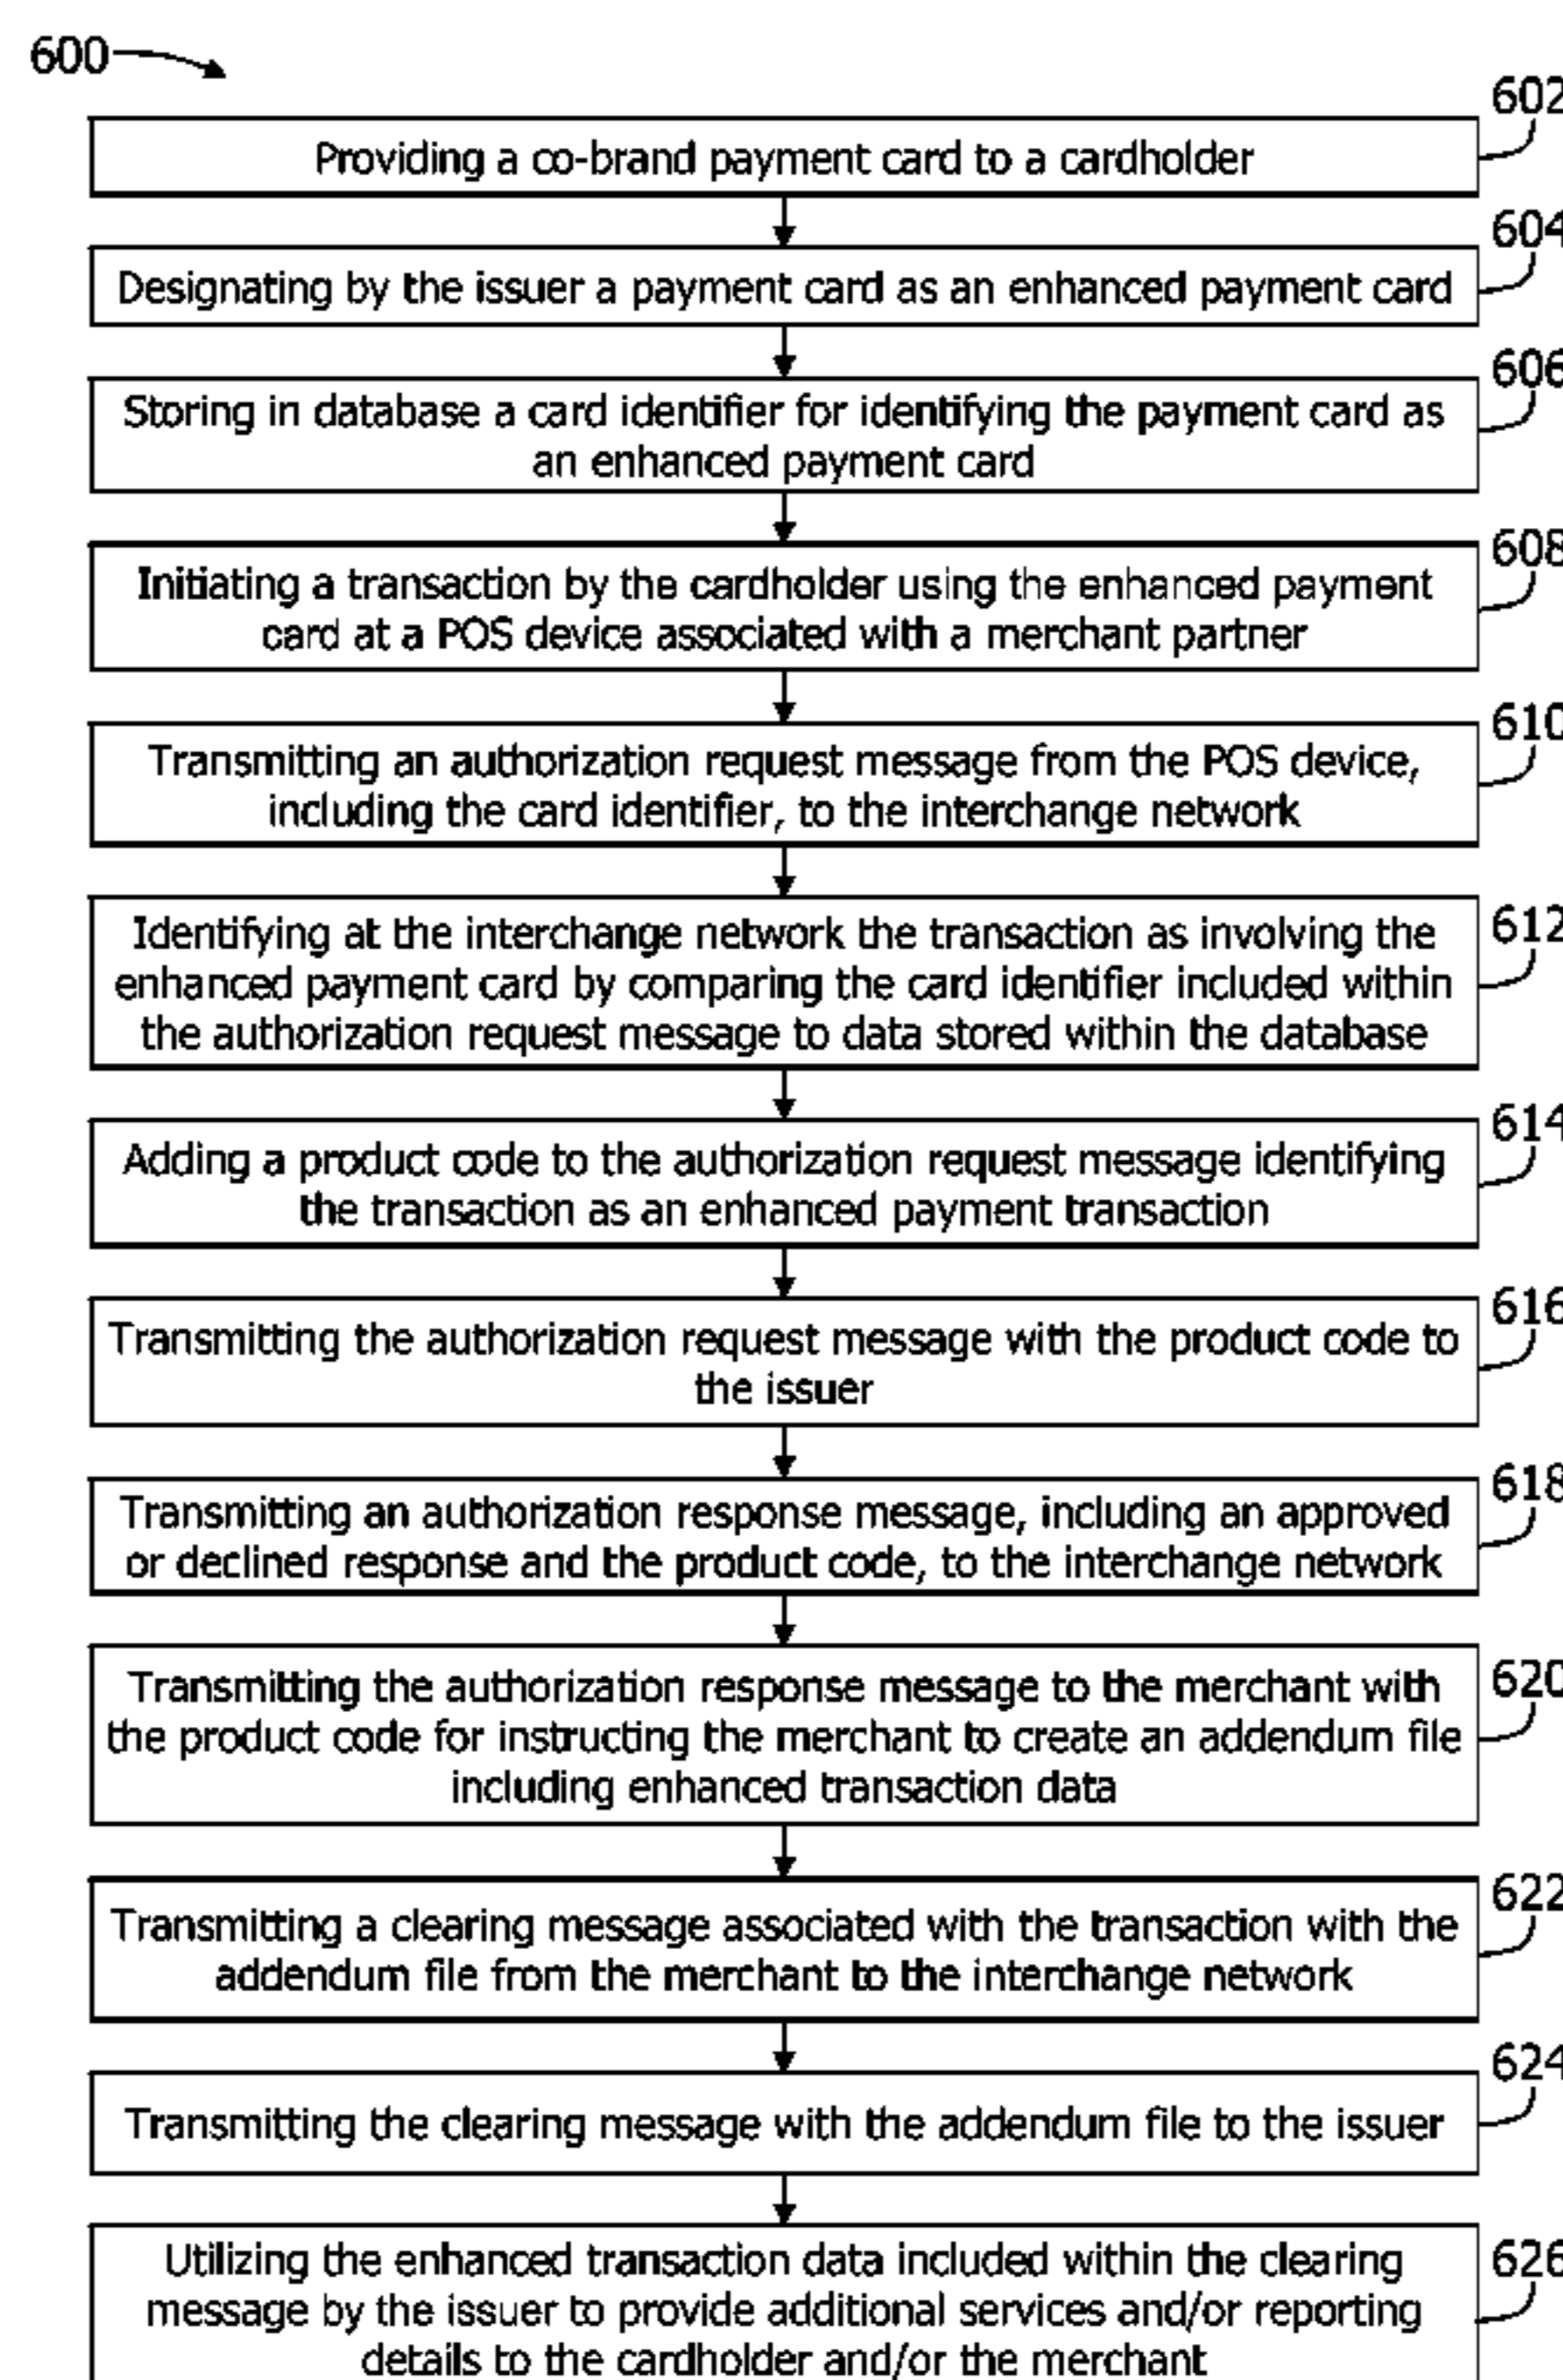 600
602
Providing a co-brand payment card to a cardholder
604
Designating by the issuer a payment card as an enhanced payment card
606
Storing in database a card identifier for identifying the payment card as
an enhanced payment card
608
Initiating a transaction by the cardholder using the enhanced payment
card at a POS device associated with a merchant partner
610
Transmitting an authorization request message from the POS device,
including the card identifier, to the interchange network
612
Identifying at the interchange network the transaction as involving the
enhanced payment card by comparing the card identifier included within
the authorization request message to data stored within the database
614
Adding a product code to the authorization request message identifying
the transaction as an enhanced payment transaction
616
Transmitting the authorization request message with the product code to
the issuer
618
Transmitting an authorization response message, including an approved
or declined response and the product code, to the interchange network
620
Transmitting the authorization response message to the merchant with
the product code for instructing the merchant to create an addendum file
including enhanced transaction data
622
Transmitting a clearing message associated with the transaction with the
addendum file from the merchant to the interchange network
624
Transmitting the clearing message with the addendum file to the issuer
626
Utilizing the enhanced transaction data included within the clearing
message by the issuer to provide additional services and/or reporting
details to the cardholder and/or the merchant